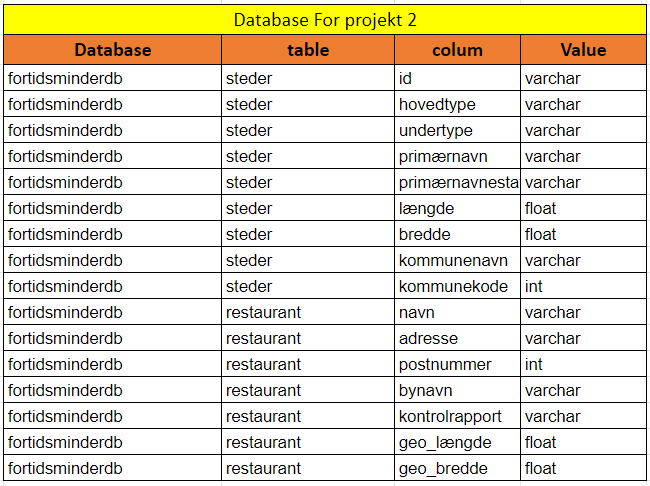 Database For projekt 2
Database table colum Value
fortidsminderdb steder id varchar
fortidsminderdb steder hovedtype varchar
fortidsminderdb steder undertype varchar
fortidsminderdb steder primærnavn varchar
fortidsminderdb steder primærnavnesta varchar
fortidsminderdb steder længde float
fortidsminderdb steder bredde float
fortidsminderdb steder kommunenavn varchar
fortidsminderdb steder kommunekode int
fortidsminderdb restaurant navn varchar
fortidsminderdb restaurant adresse varchar
fortidsminderdb restaurant postnummer int
fortidsminderdb restaurant bynavn varchar
fortidsminderdb restaurant kontrolrapport varchar
fortidsminderdb restaurant geo_længde float
fortidsminderdb restaurant geo_bredde float